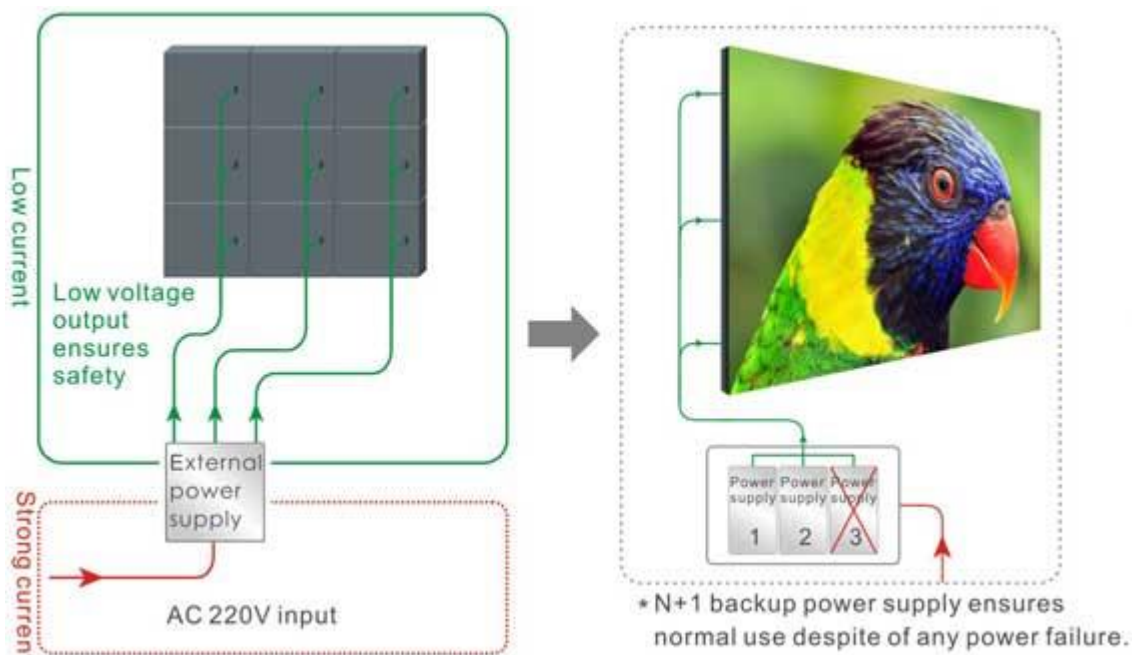 Low current
Low voltage
output
ensures
safety
External
power
supply
Strong curren
AC 220V input
Power
supply
1
Power
supply
2
Power
supply
3
* N+1 backup power supply ensures
normal use despite of any power failure.